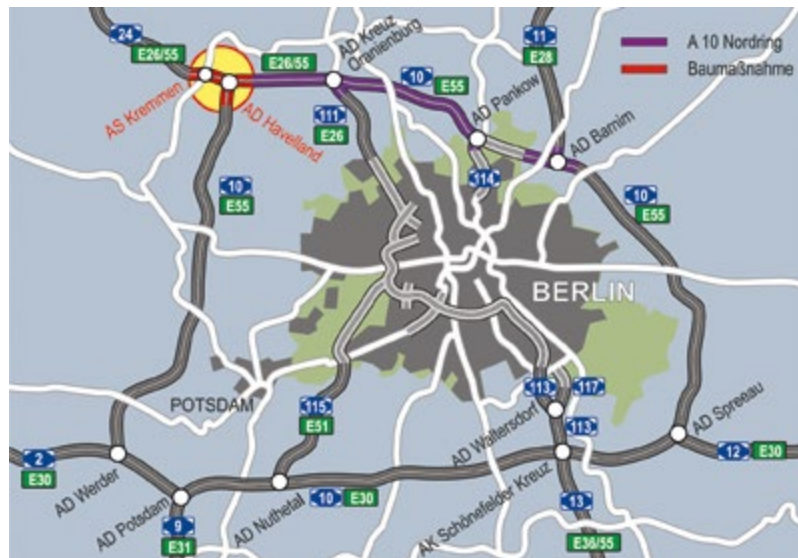 24
E26/55
E26/55
AD Kreuz
Oranienburg
11
E28
A 10 Nordring
Baumaßnahme
AS Kremmen
AD Havelland
10
E55
AD Pankow
AD Barnim
111
E26
114
10
E55
10
E55
BERLIN
POTSDAM
115
E51
113
117
AD Waltersdorf
113
AD Spreeau
2
E30
AD Werder
AD Potsdam
9
E31
AD Nuthetal
10
E30
AK Schönefelder Kreuz
13
E36/55
12
E30